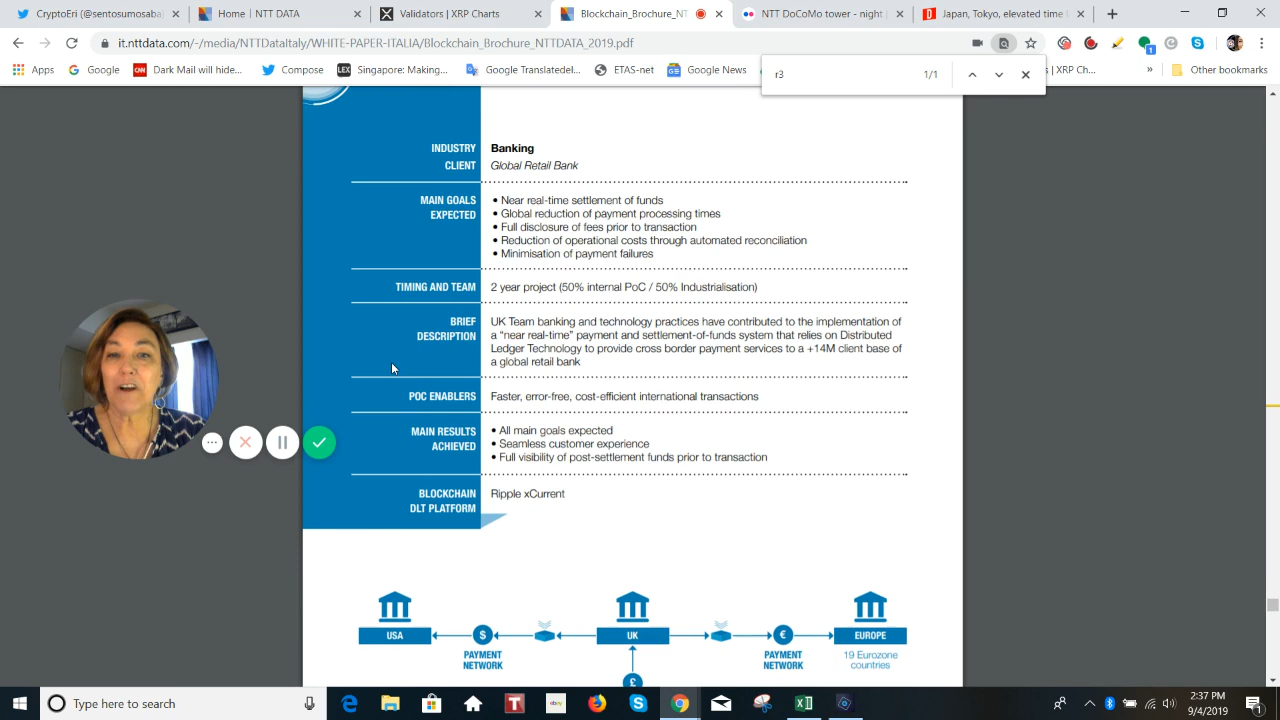 CryptoEri (@sentosumosaba
Home | NTT DATA
Validators | XRP Charts
Blockchain_Brochure_NT
NTT DoCoMo tower - night
Japan, Tokyo, elevated time l
it.nttdata.com/-/media/NTTDataItaly/WHITE-PAPER-ITALIA/Blockchain_Brochure_NTTDATA_2019.pdf
Apps
Google
CNN
Dark Mail will hide...
Compose
LEX
Singapore: Making...
Google Translatedel...
ETAS-net
Google News
| XRP Ch...
»
Other bookmarks
r3
1/1
INDUSTRY
Banking
CLIENT
Global Retail Bank
MAIN GOALS
EXPECTED
• Near real-time settlement of funds
• Global reduction of payment processing times
• Full disclosure of fees prior to transaction
• Reduction of operational costs through automated reconciliation
• Minimisation of payment failures
TIMING AND TEAM
2 year project (50% internal PoC / 50% Industrialisation)
BRIEF
DESCRIPTION
UK Team banking and technology practices have contributed to the implementation of
a “near real-time” payment and settlement-of-funds system that relies on Distributed
Ledger Technology to provide cross border payment services to a +14M client base of
a global retail bank
POC ENABLERS
Faster, error-free, cost-efficient international transactions
MAIN RESULTS
ACHIEVED
• All main goals expected
• Seamless customer experience
• Full visibility of post-settlement funds prior to transaction
BLOCKCHAIN
DLT PLATFORM
Ripple xCurrent
USA
$
UK
€
EUROPE
PAYMENT
NETWORK
PAYMENT
NETWORK
19 Eurozone
countries
£
Type here to search
ebay
2:37 PM
9/4/2019